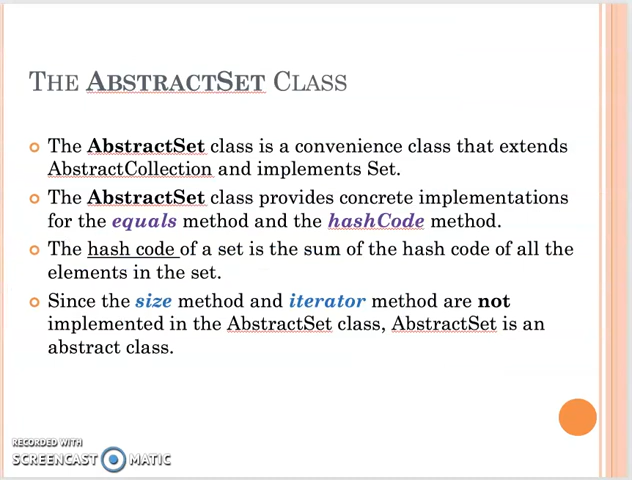 THE ABSTRACTSET CLASS
The AbstractSet class is a convenience class that extends
AbstractCollection and implements Set.
The AbstractSet class provides concrete implementations
for the equals method and the hashCode method.
The hash code of a set is the sum of the hash code of all the
elements in the set.
Since the size method and iterator method are not
implemented in the AbstractSet class, AbstractSet is an
abstract class.
RECORDED WITH
SCREENCAST MATIC